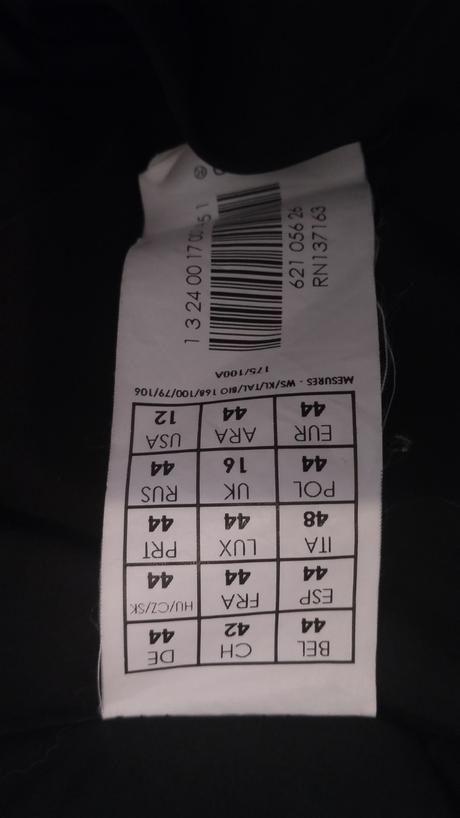 BEL CH DE
44 42 44
ESP FRA HU/CZ/SK
44 44 44
ITA LUX PRT
48 44 44
POL UK RUS
44 16 44
EUR ARA USA
44 44 12
MESURES - WS/KL/TAL/BIO 168/100/79/106
175/100A
1 3 24 00 17
621 056 26
RN137163